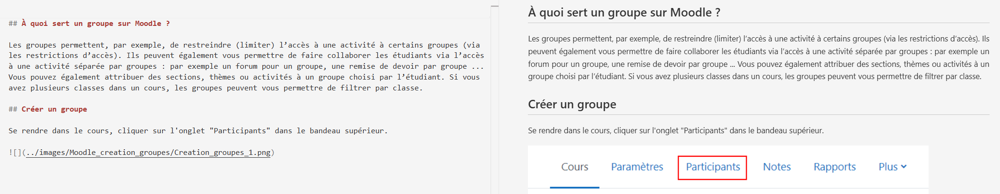 ## À quoi sert un groupe sur Moodle ?
Les groupes permettent, par exemple, de restreindre (limiter) l’accès à une activité à certains groupes (via
les restrictions d’accès). Ils peuvent également vous permettre de faire collaborer les étudiants via l’accès
à une activité séparée par groupes : par exemple un forum pour un groupe, une remise de devoir par groupe ...
Vous pouvez également attribuer des sections, thèmes ou activités à un groupe choisi par l’étudiant. Si vous
avez plusieurs classes dans un cours, les groupes peuvent vous permettre de filtrer par classe.
## Créer un groupe
Se rendre dans le cours, cliquer sur l'onglet "Participants" dans le bandeau supérieur.
![](../images/Moodle_creation_groupes/Creation_groupes_1.png)
À quoi sert un groupe sur Moodle ?
Les groupes permettent, par exemple, de restreindre (limiter) l’accès à une activité à certains groupes (via les restrictions d’accès). Ils
peuvent également vous permettre de faire collaborer les étudiants via l’accès à une activité séparée par groupes : par exemple un
forum pour un groupe, une remise de devoir par groupe ... Vous pouvez également attribuer des sections, thèmes ou activités à un
groupe choisi par l’étudiant. Si vous avez plusieurs classes dans un cours, les groupes peuvent vous permettre de filtrer par classe.
Créer un groupe
Se rendre dans le cours, cliquer sur l'onglet "Participants" dans le bandeau supérieur.
Cours Paramètres Participants Notes Rapports Plus